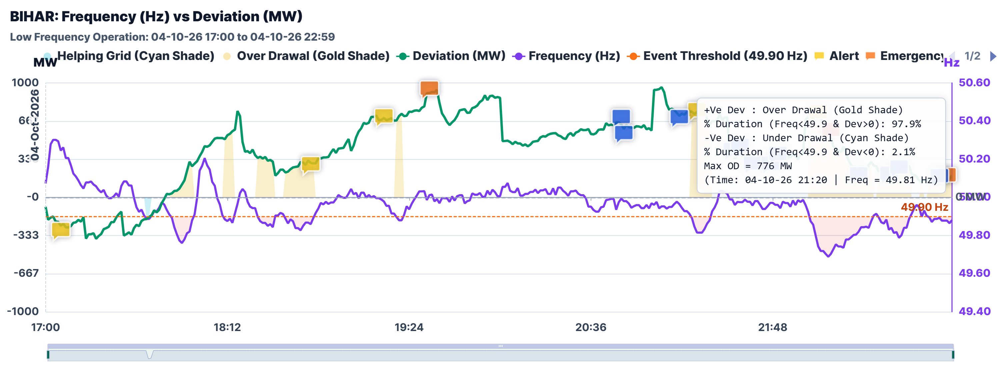 BIHAR: Frequency (Hz) vs Deviation (MW)
Low Frequency Operation: 04-10-26 17:00 to 04-10-26 22:59
Helping Grid (Cyan Shade) Over Drawal (Gold Shade) Deviation (MW) Frequency (Hz) Event Threshold (49.90 Hz) Alert Emergency 1/2
MW Hz
1000 50.60
04-Oct-2026
+Ve Dev : Over Drawal (Gold Shade)
50.40
% Duration (Freq<49.9 & Dev>0): 97.9%
-Ve Dev : Under Drawal (Cyan Shade)
% Duration (Freq<49.9 & Dev<0): 2.1%
50.20
Max OD = 776 MW
(Time: 04-10-26 21:20 | Freq = 49.81 Hz)
-0 0 MW
49.90 Hz
-333 49.80
-667 49.60
-1000 49.40
17:00 18:12 19:24 20:36 21:48